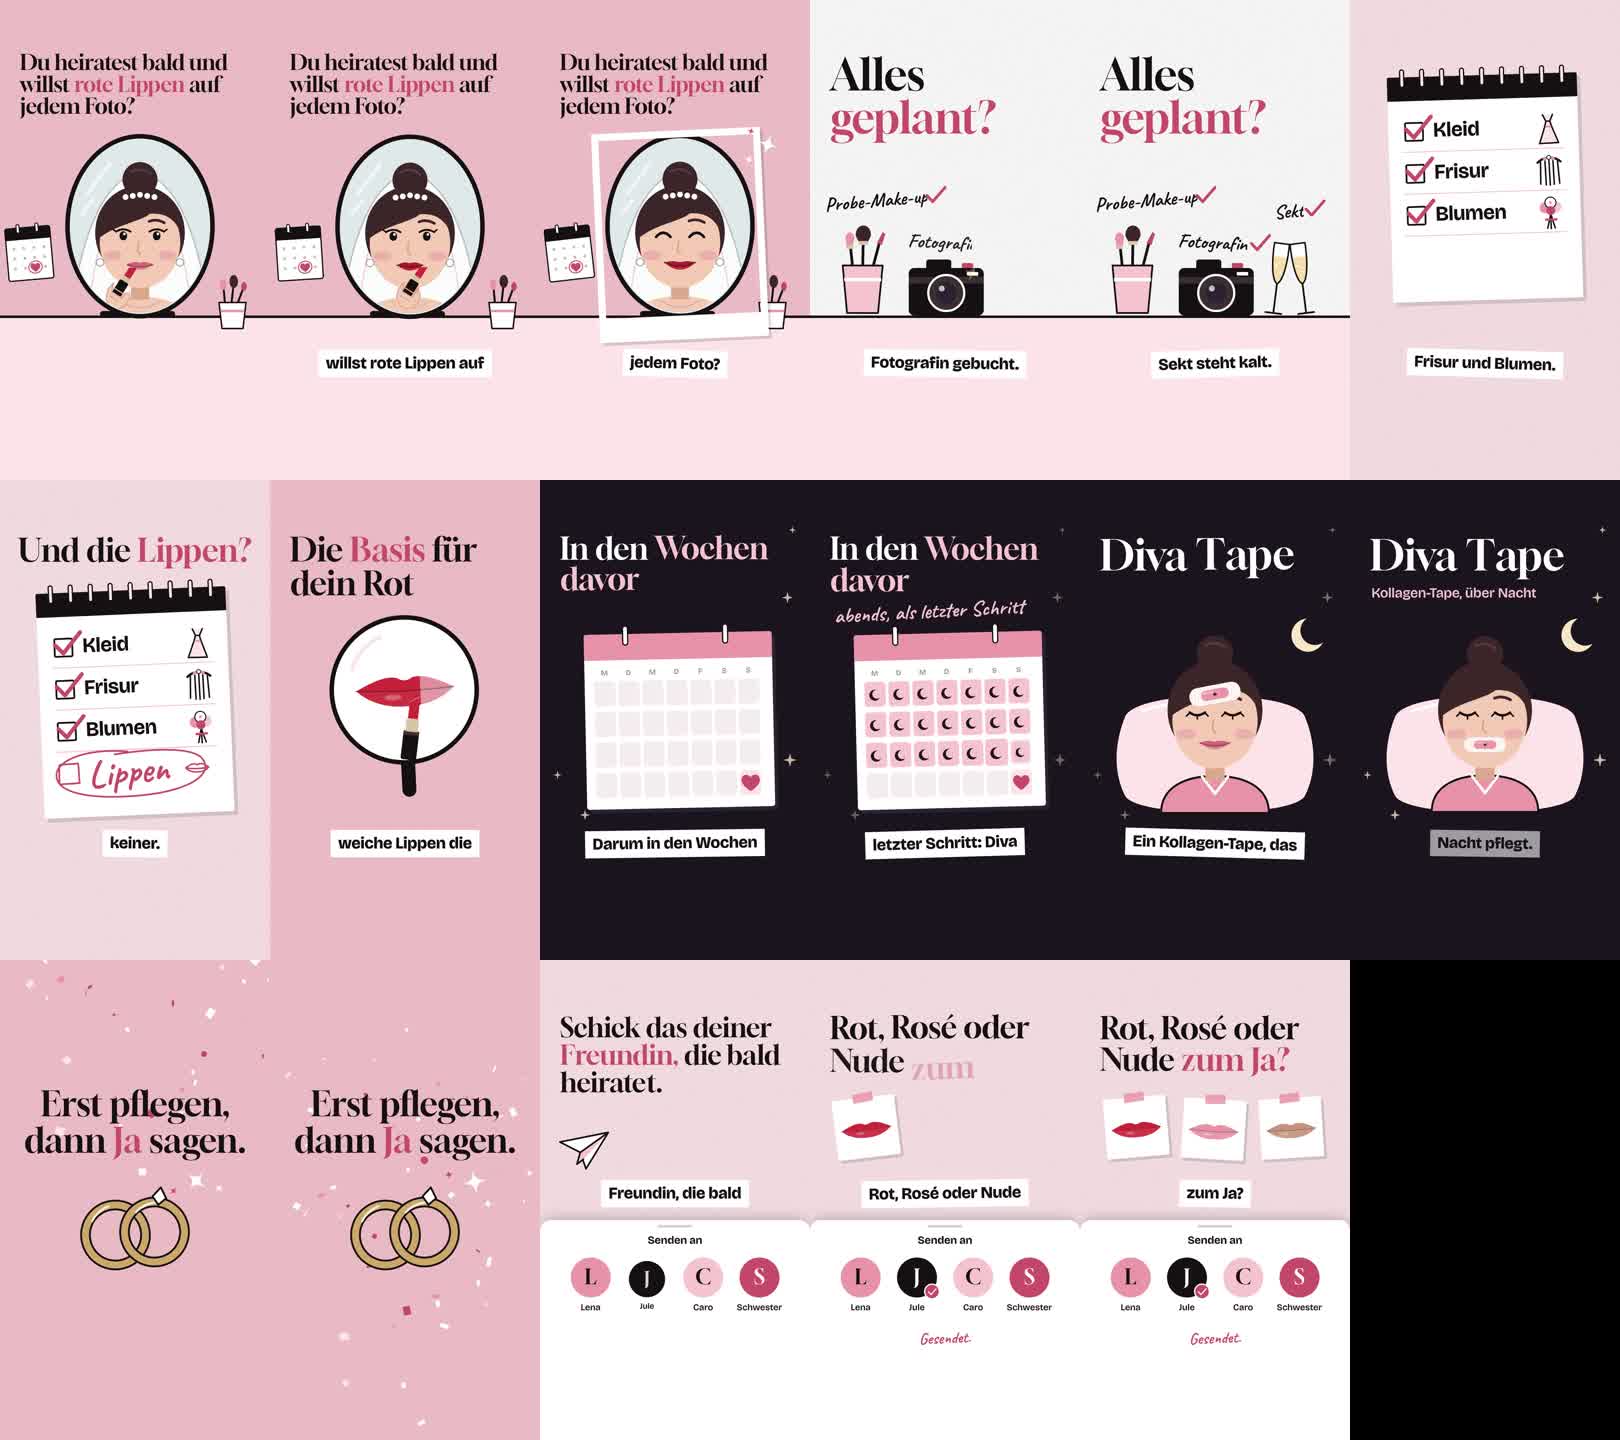 Du heiratest bald und
willst rote Lippen auf
jedem Foto?
Du heiratest bald und
willst rote Lippen auf
jedem Foto?
willst rote Lippen auf
Du heiratest bald und
willst rote Lippen auf
jedem Foto?
jedem Foto?
Alles
geplant?
Probe-Make-up
Fotografin
Fotografin gebucht.
Alles
geplant?
Probe-Make-up
Sekt
Fotografin
Sekt steht kalt.
Kleid
Frisur
Blumen
Frisur und Blumen.
Und die Lippen?
Kleid
Frisur
Blumen
Lippen
keiner.
Die Basis für
dein Rot
weiche Lippen die
In den Wochen
davor
M D M D F S S
Darum in den Wochen
In den Wochen
davor
abends, als letzter Schritt
M D M D F S S
letzter Schritt: Diva
Diva Tape
Ein Kollagen-Tape, das
Diva Tape
Kollagen-Tape, über Nacht
Nacht pflegt.
Erst pflegen,
dann Ja sagen.
Erst pflegen,
dann Ja sagen.
Schick das deiner
Freundin, die bald
heiratet.
Freundin, die bald
Senden an
L J C S
Lena Jule Caro Schwester
Rot, Rosé oder
Nude zum
Rot, Rosé oder Nude
Senden an
L J C S
Lena Jule Caro Schwester
Gesendet.
Rot, Rosé oder
Nude zum Ja?
zum Ja?
Senden an
L J C S
Lena Jule Caro Schwester
Gesendet.